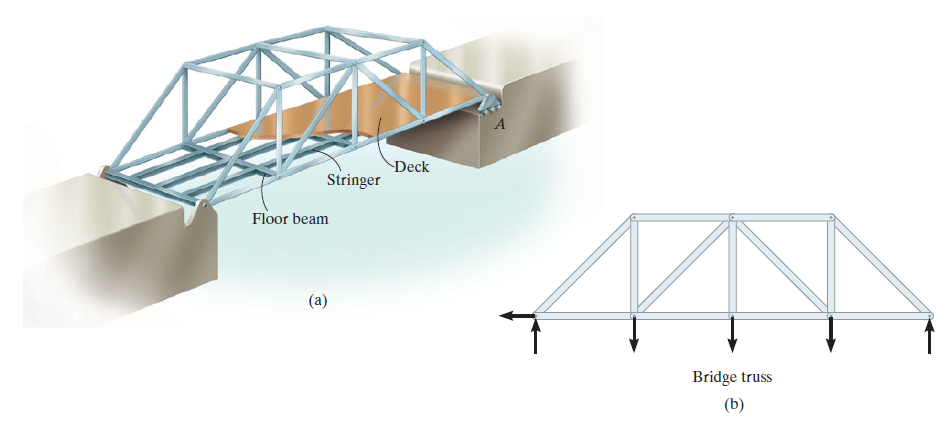 A
Deck
Stringer
Floor beam
(a)
Bridge truss
(b)